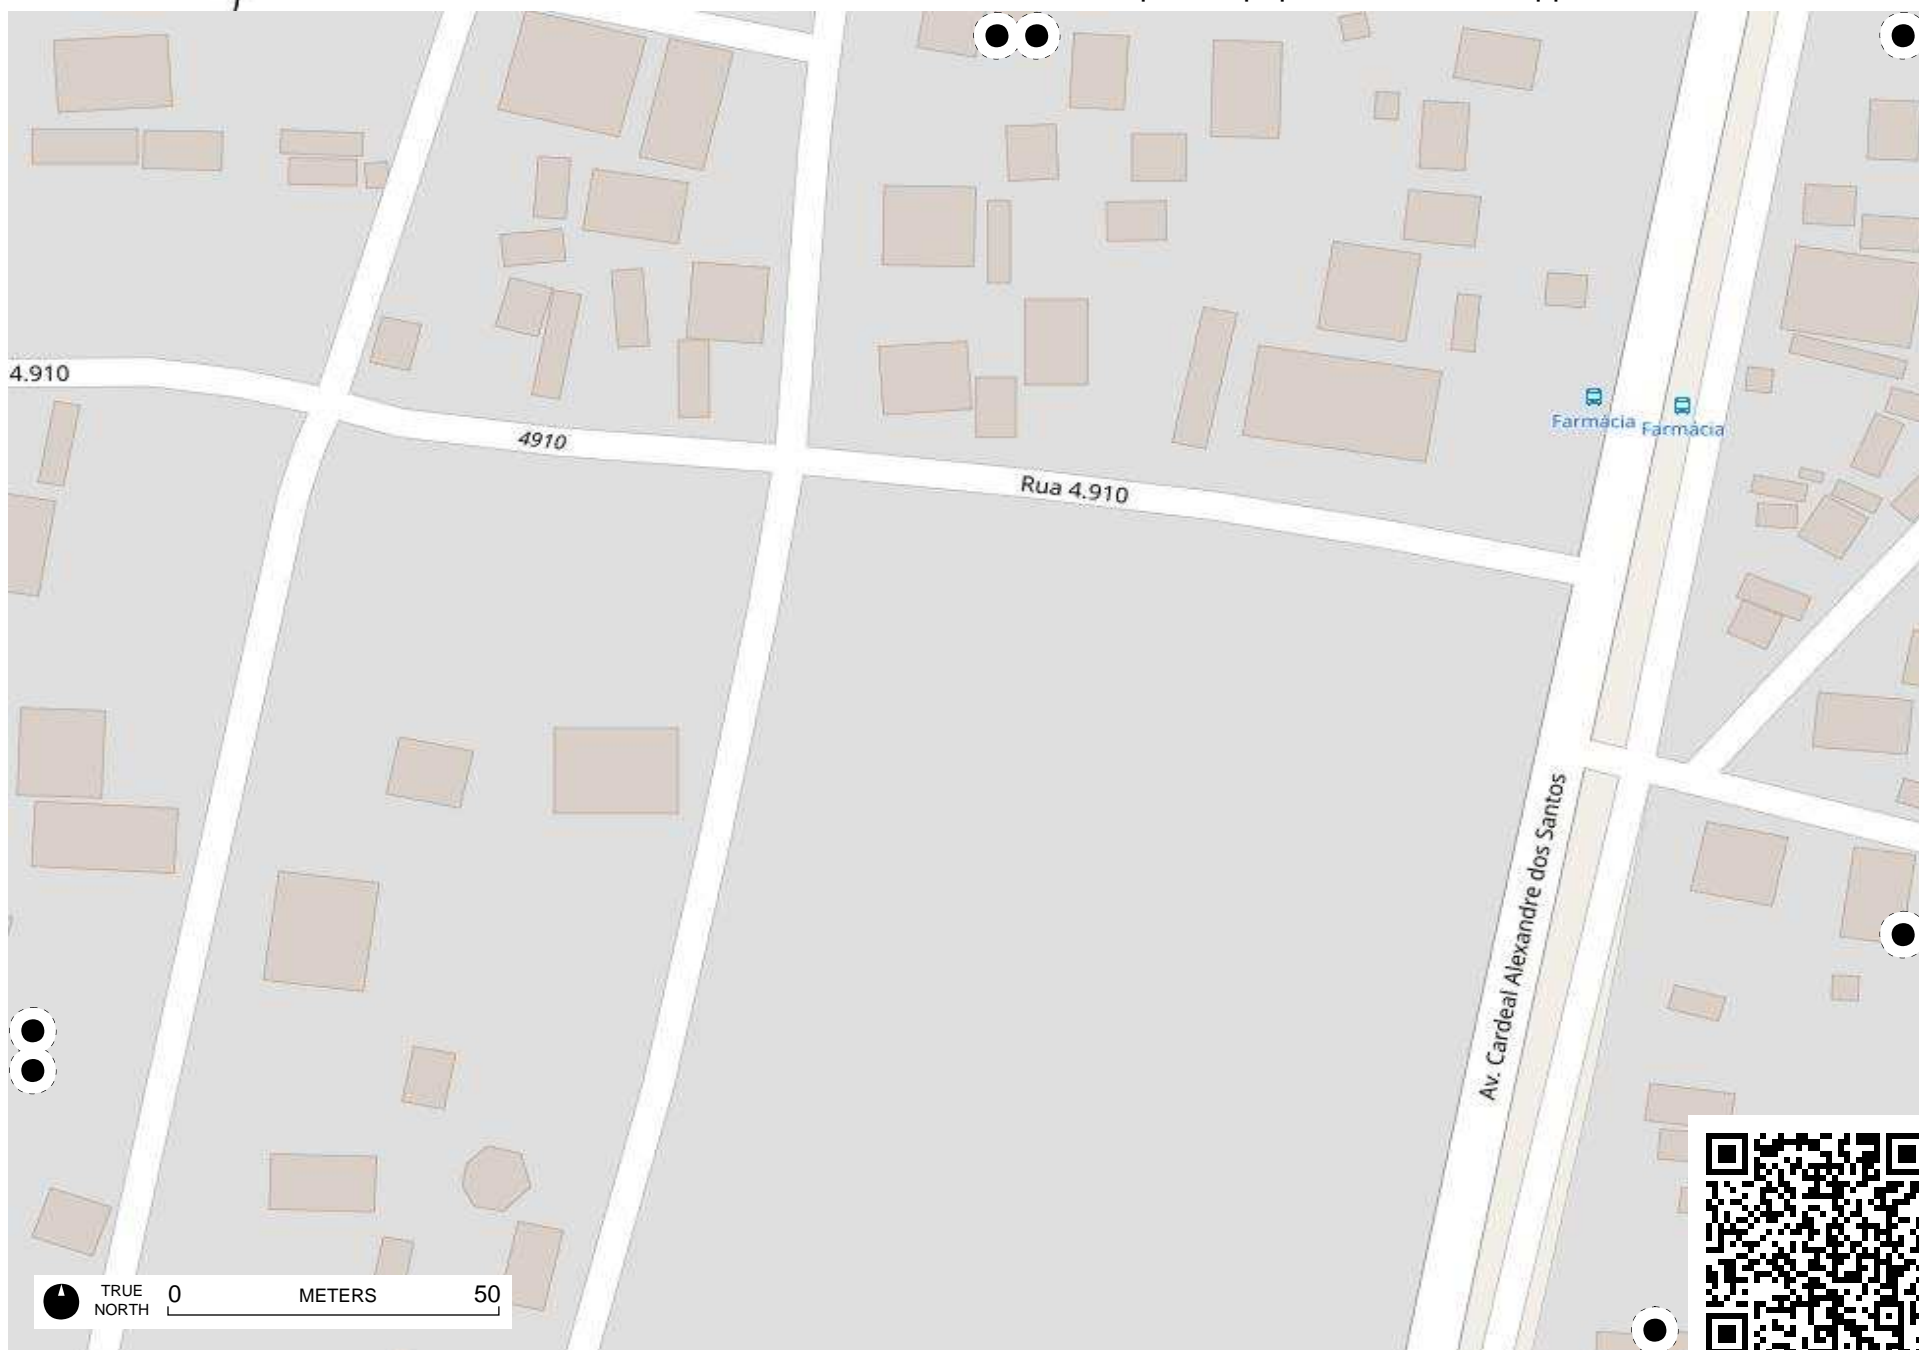 4.910
4910
Rua 4.910
Farmácia
Farmácia
Av. Cardeal Alexandre dos Santos
TRUE NORTH
0 METERS 50